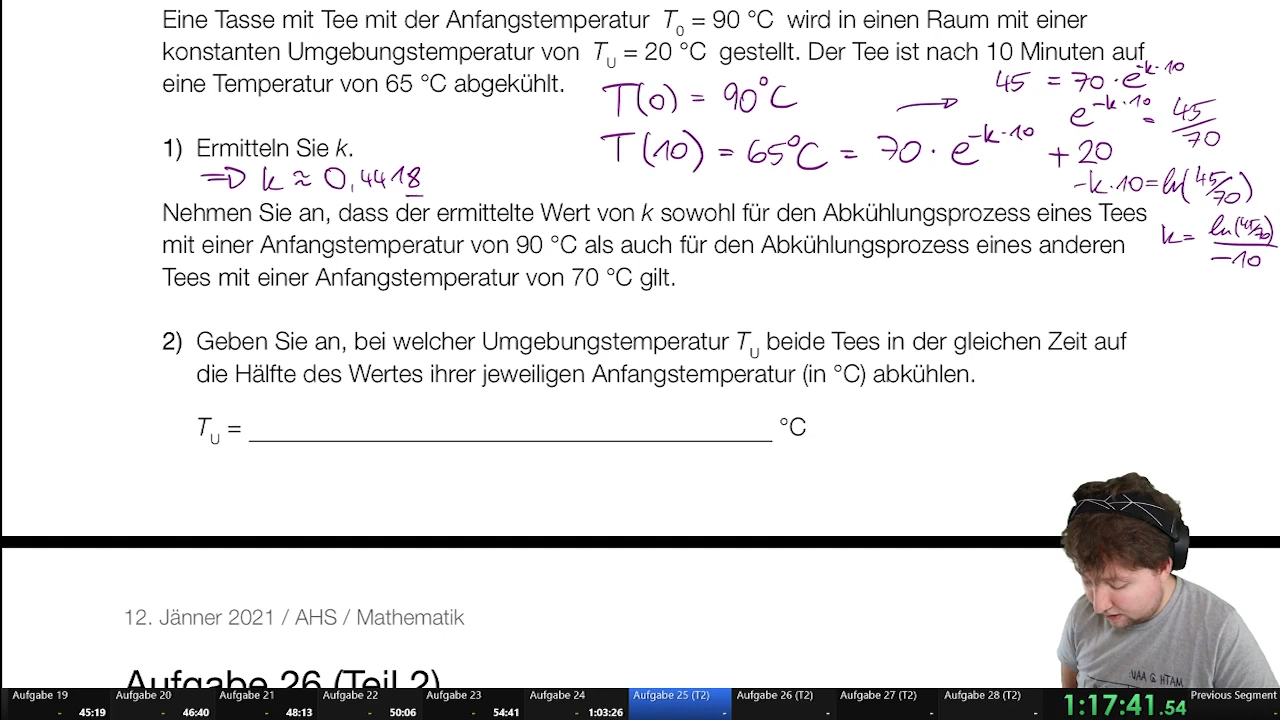 Eine Tasse mit Tee mit der Anfangstemperatur T₀ = 90 °C wird in einen Raum mit einer
konstanten Umgebungstemperatur von T_U = 20 °C gestellt. Der Tee ist nach 10 Minuten auf
eine Temperatur von 65 °C abgekühlt.
T(0) = 90°C
→ 45 = 70 · e^(-k·10)
e^(-k·10) = 45/70
1) Ermitteln Sie k.
T(10) = 65°C = 70 · e^(-k·10) + 20
⇒ k ≈ 0,4418
-k·10 = ln(45/70)
k = ln(45/70)/-10
Nehmen Sie an, dass der ermittelte Wert von k sowohl für den Abkühlungsprozess eines Tees
mit einer Anfangstemperatur von 90 °C als auch für den Abkühlungsprozess eines anderen
Tees mit einer Anfangstemperatur von 70 °C gilt.
2) Geben Sie an, bei welcher Umgebungstemperatur T_U beide Tees in der gleichen Zeit auf
die Hälfte des Wertes ihrer jeweiligen Anfangstemperatur (in °C) abkühlen.
T_U = ____________________ °C
12. Jänner 2021 / AHS / Mathematik
Aufgabe 26 (Teil 2)
UAA G HTAM
Aufgabe 19 - 45:19
Aufgabe 20 - 46:40
Aufgabe 21 - 48:13
Aufgabe 22 - 50:06
Aufgabe 23 - 54:41
Aufgabe 24 - 1:03:26
Aufgabe 25 (T2) -
Aufgabe 26 (T2) -
Aufgabe 27 (T2) -
Aufgabe 28 (T2) -
1:17:41.54
Previous Segment -